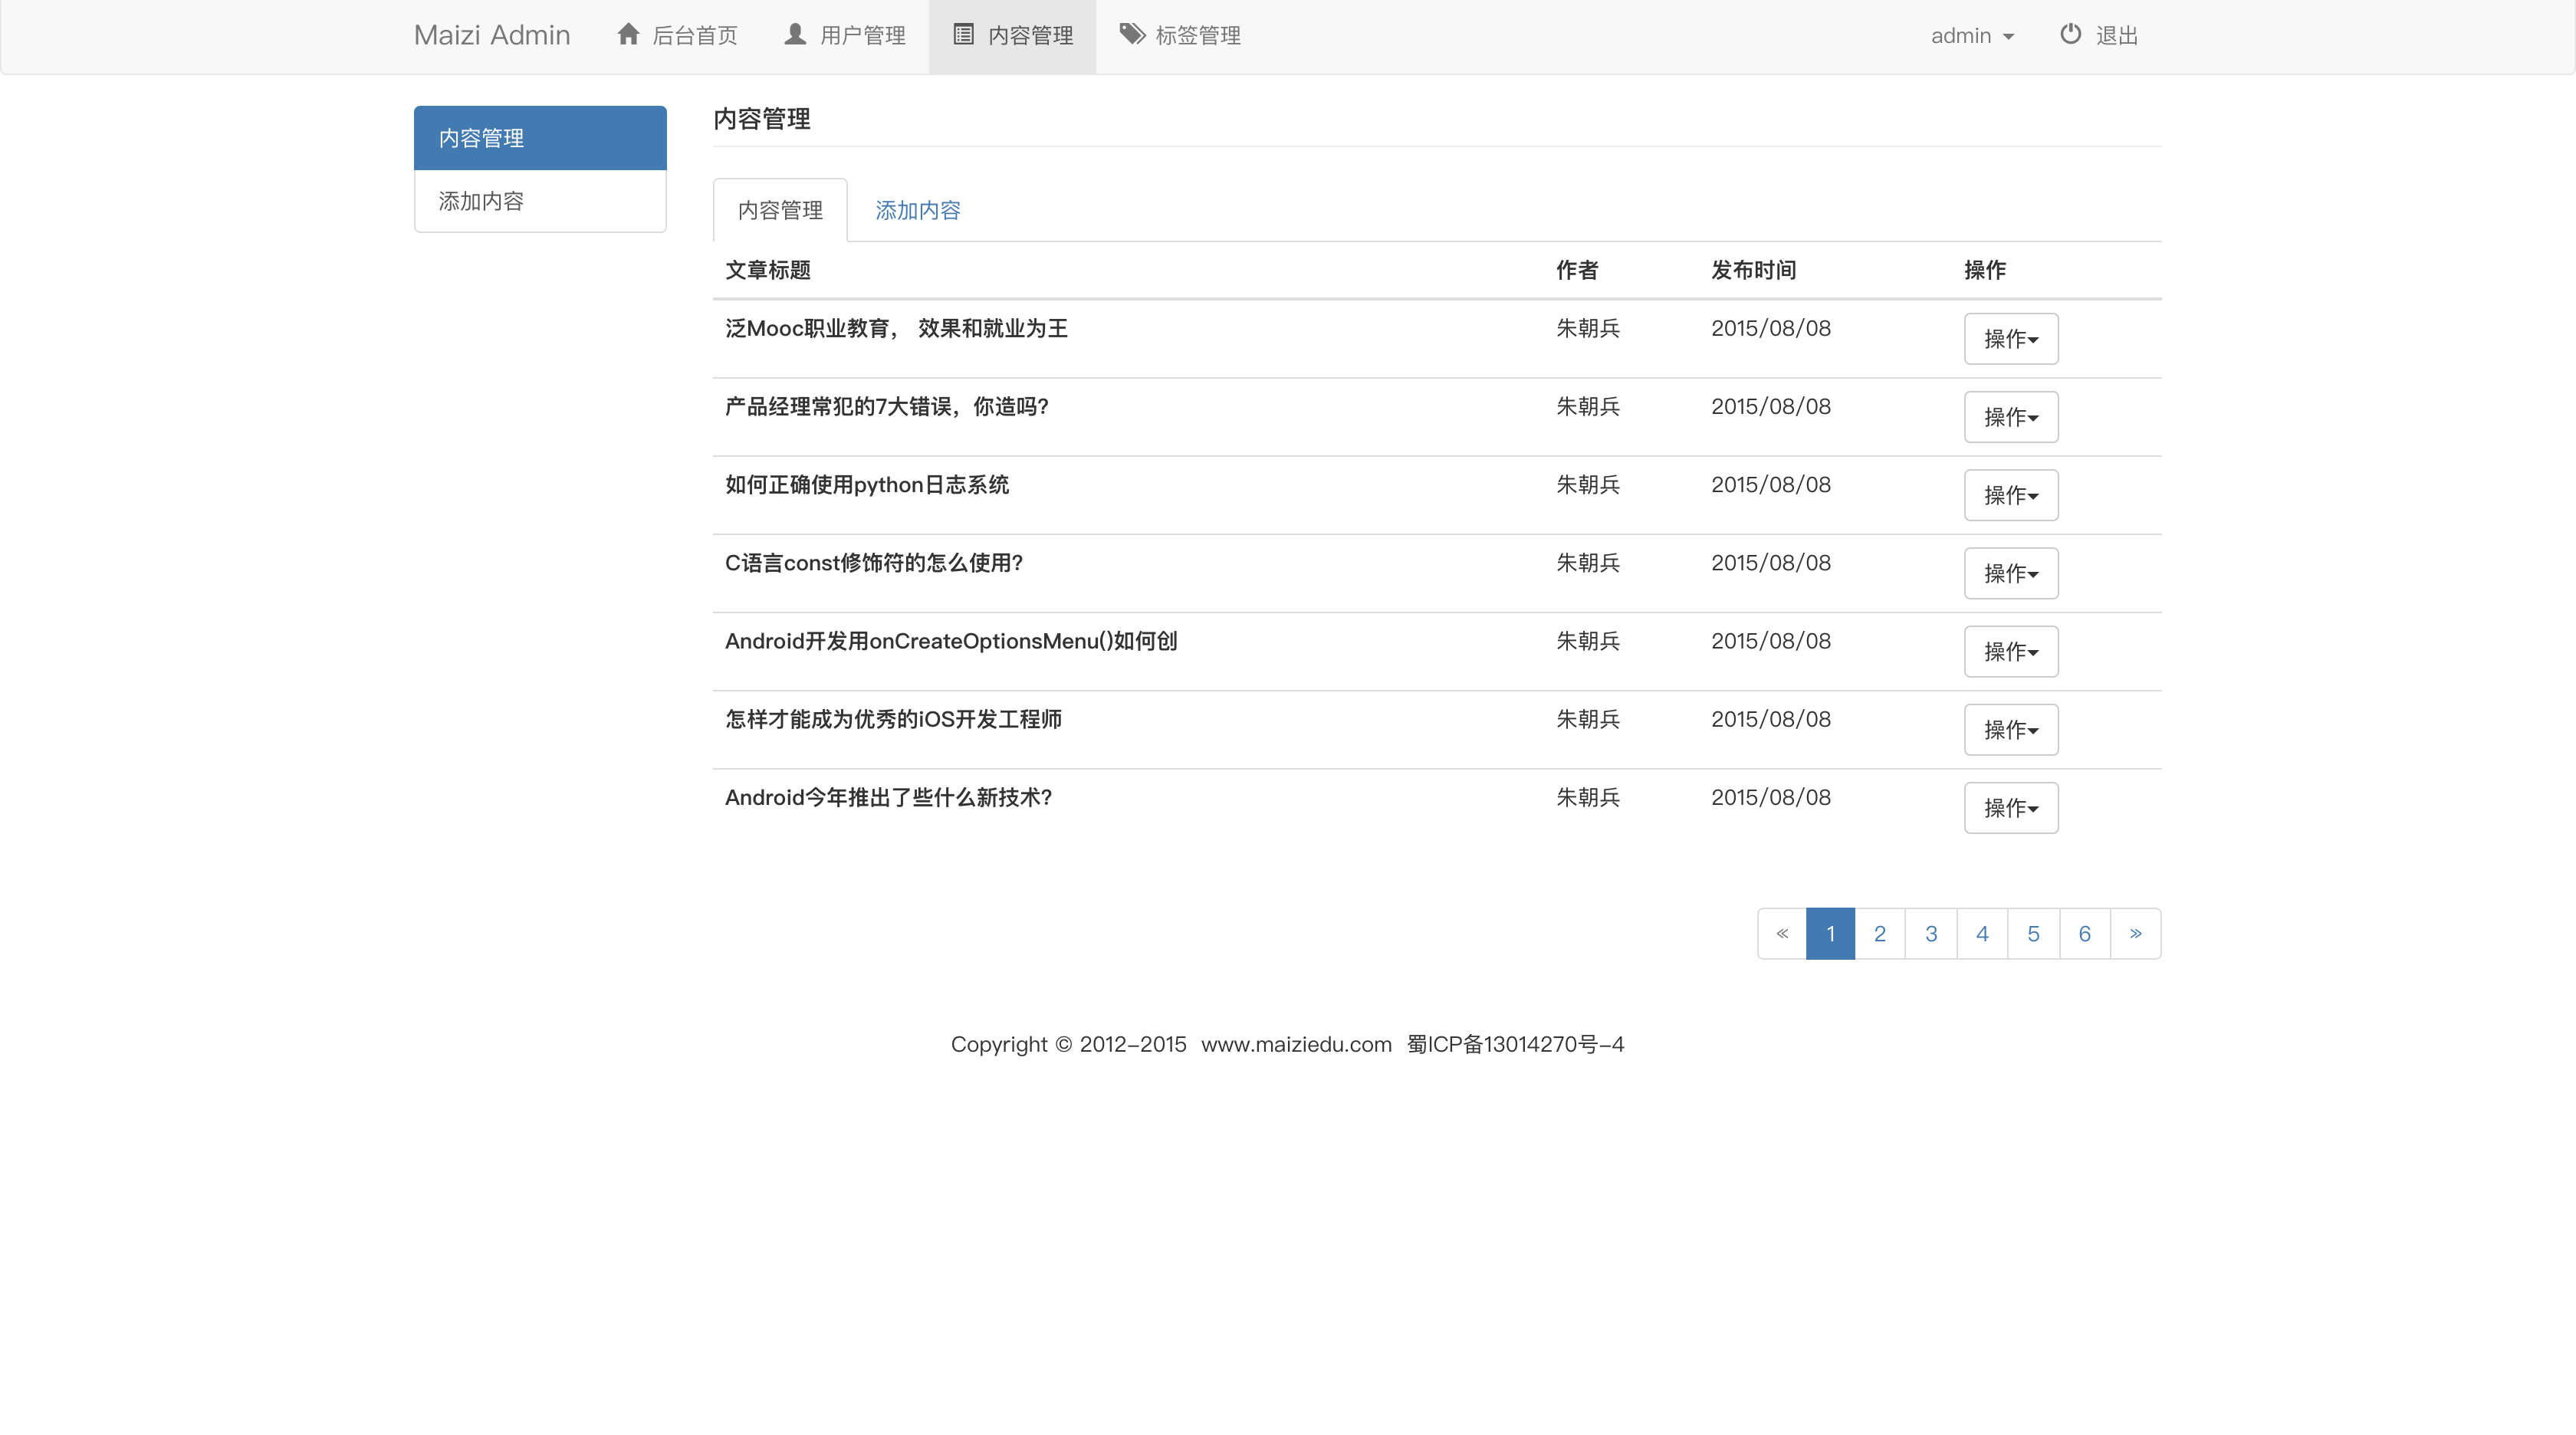 Maizi Admin 后台首页 用户管理 内容管理 标签管理 admin 退出
内容管理
添加内容
内容管理
内容管理 添加内容
文章标题 作者 发布时间 操作
泛Mooc职业教育， 效果和就业为王 朱朝兵 2015/08/08 操作
产品经理常犯的7大错误，你造吗？ 朱朝兵 2015/08/08 操作
如何正确使用python日志系统 朱朝兵 2015/08/08 操作
C语言const修饰符的怎么使用？ 朱朝兵 2015/08/08 操作
Android开发用onCreateOptionsMenu()如何创 朱朝兵 2015/08/08 操作
怎样才能成为优秀的iOS开发工程师 朱朝兵 2015/08/08 操作
Android今年推出了些什么新技术？ 朱朝兵 2015/08/08 操作
« 1 2 3 4 5 6 »
Copyright © 2012-2015 www.maiziedu.com 蜀ICP备13014270号-4